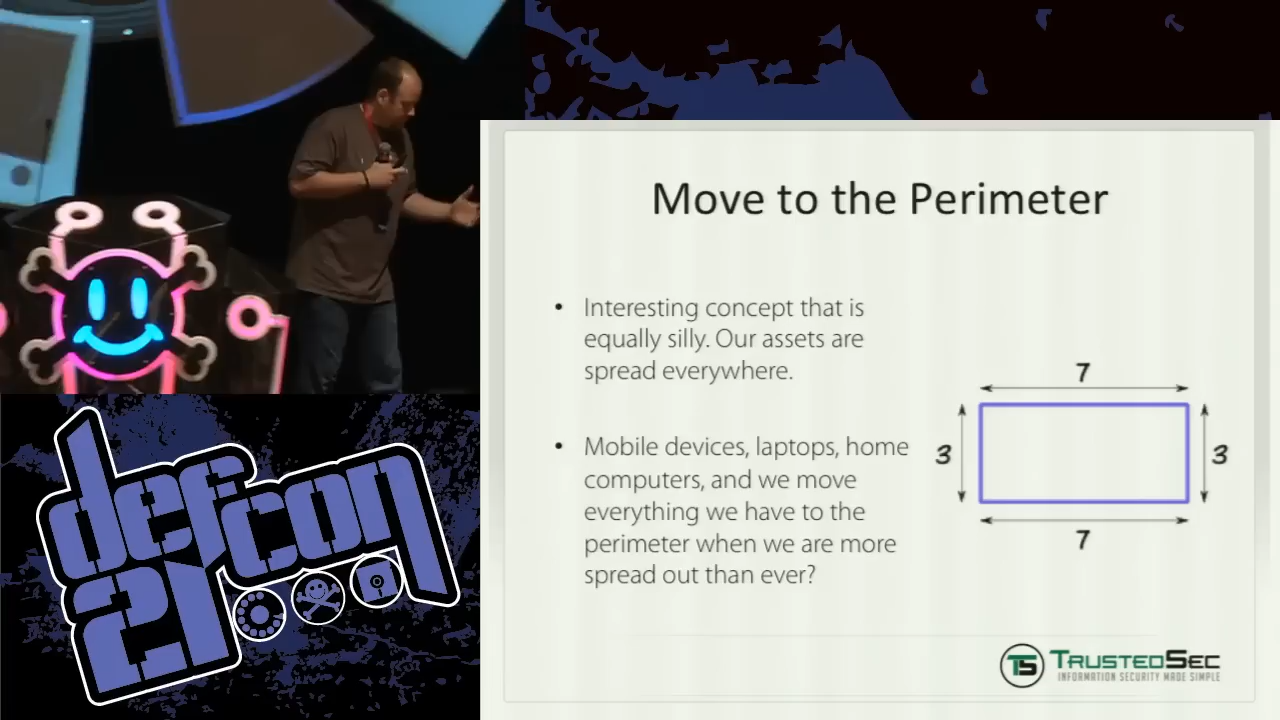 Move to the Perimeter
• Interesting concept that is
equally silly. Our assets are
spread everywhere.
• Mobile devices, laptops, home
computers, and we move
everything we have to the
perimeter when we are more
spread out than ever?
7
3
3
7
defcon
21
TS TRUSTEDSEC
INFORMATION SECURITY MADE SIMPLE